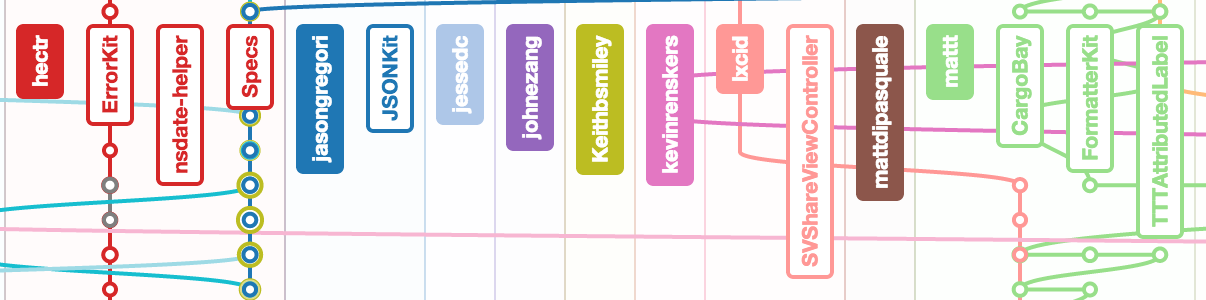 hectr
ErrorKit
nsdate-helper
Specs
jasongregori
JSONKit
jessedc
johnezang
Keithbsmiley
kevinrenskers
lxcid
SVShareViewController
mattdipasquale
mattt
CargoBay
FormatterKit
TTTAttributedLabel